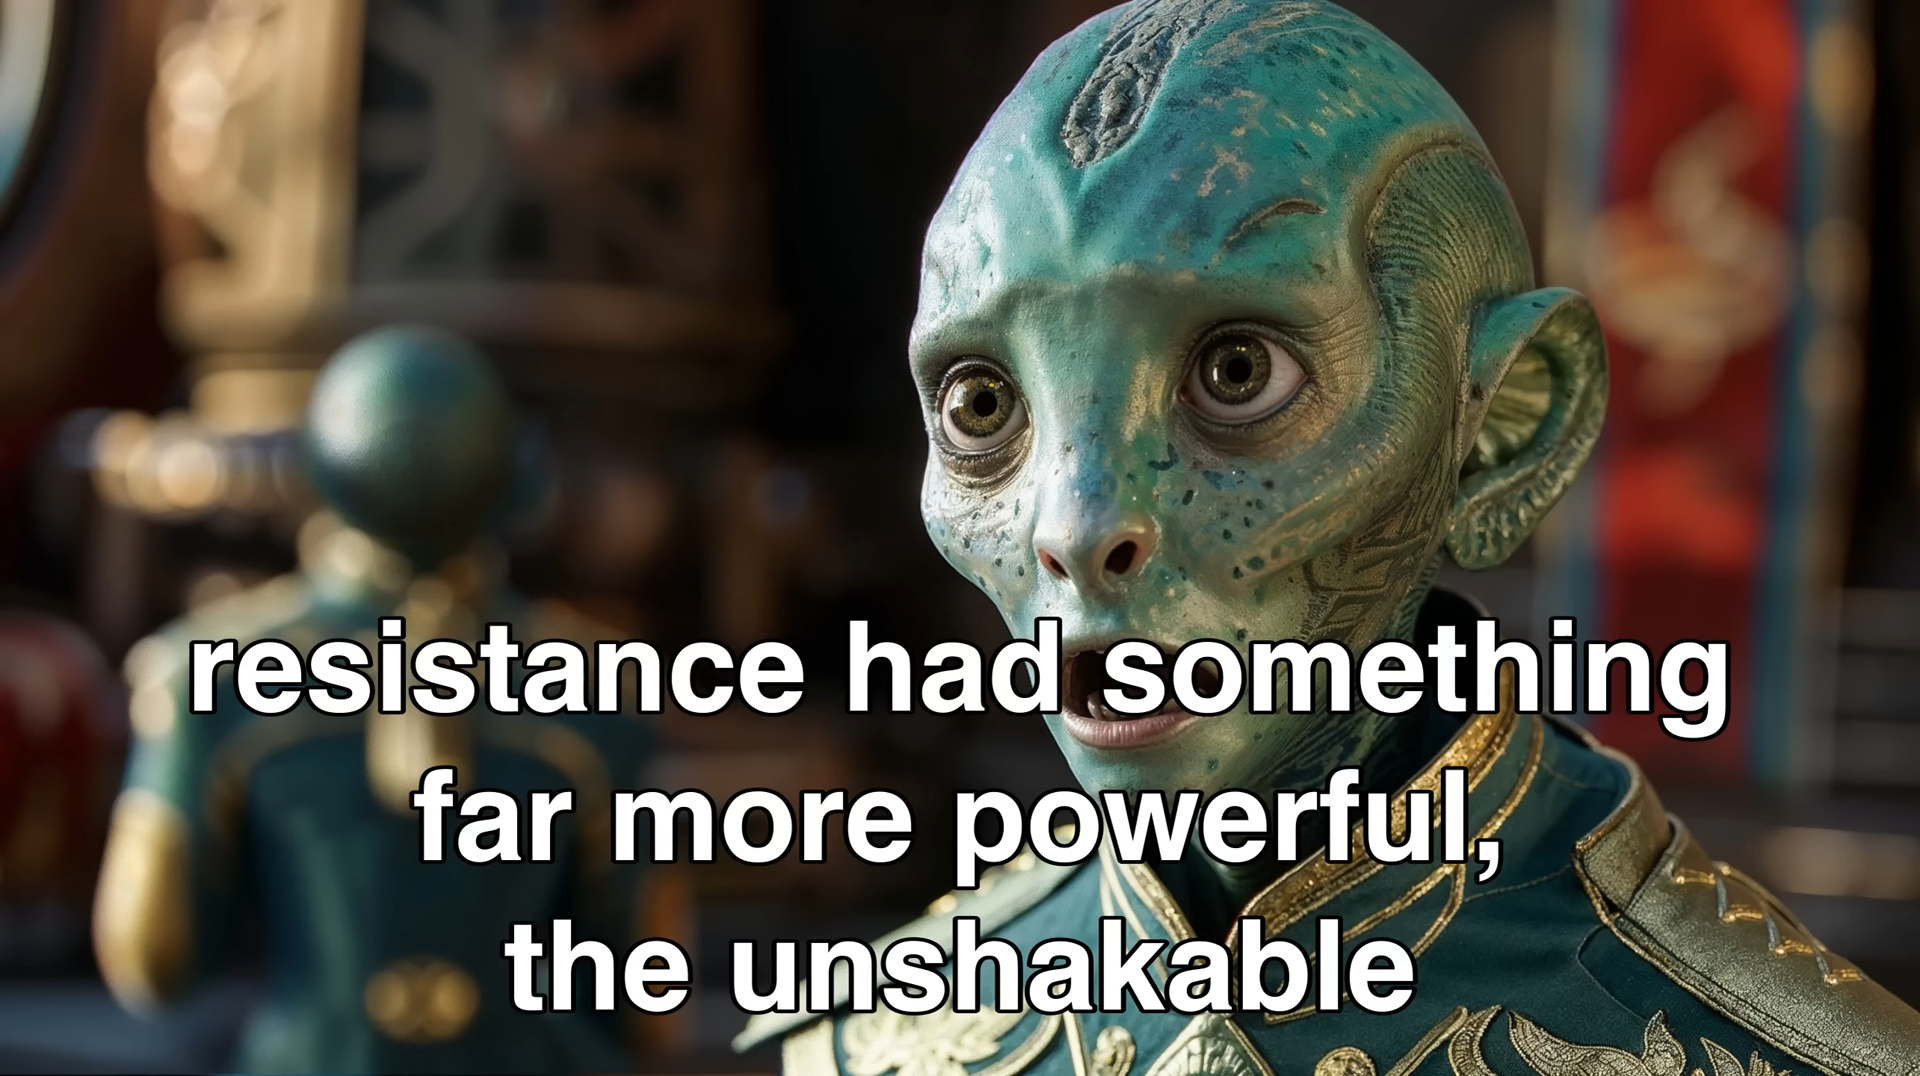 resistance had something
far more powerful,
the unshakable